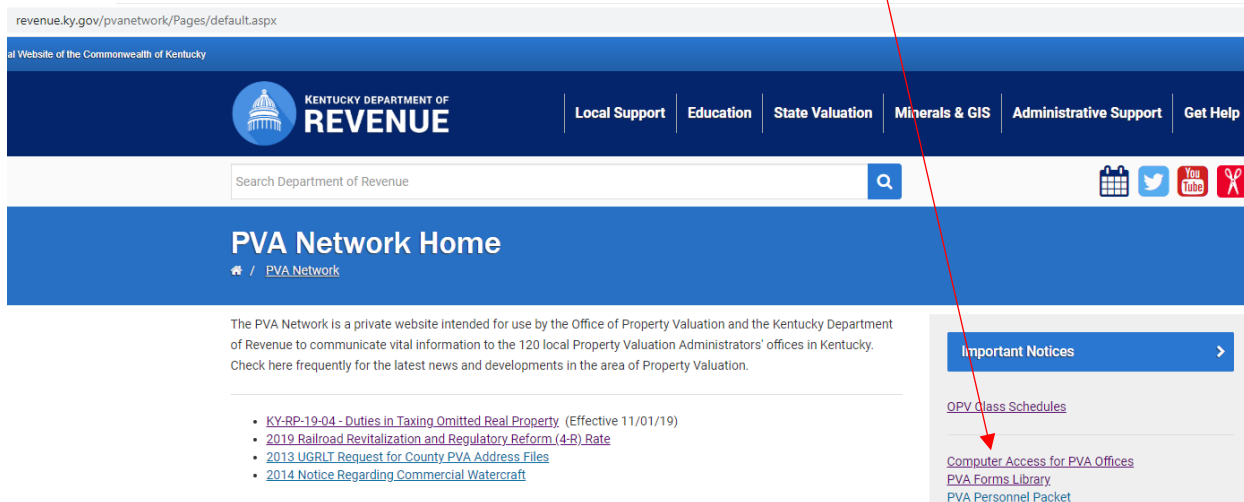 revenue.ky.gov/pvanetwork/Pages/default.aspx
al Website of the Commonwealth of Kentucky
KENTUCKY DEPARTMENT OF
REVENUE
Local Support
Education
State Valuation
Minerals & GIS
Administrative Support
Get Help
Search Department of Revenue
You
Tube
PVA Network Home
/ PVA Network
The PVA Network is a private website intended for use by the Office of Property Valuation and the Kentucky Department
of Revenue to communicate vital information to the 120 local Property Valuation Administrators' offices in Kentucky.
Check here frequently for the latest news and developments in the area of Property Valuation.
• KY-RP-19-04 - Duties in Taxing Omitted Real Property (Effective 11/01/19)
• 2019 Railroad Revitalization and Regulatory Reform (4-R) Rate
• 2013 UGRLT Request for County PVA Address Files
• 2014 Notice Regarding Commercial Watercraft
Important Notices
OPV Class Schedules
Computer Access for PVA Offices
PVA Forms Library
PVA Personnel Packet